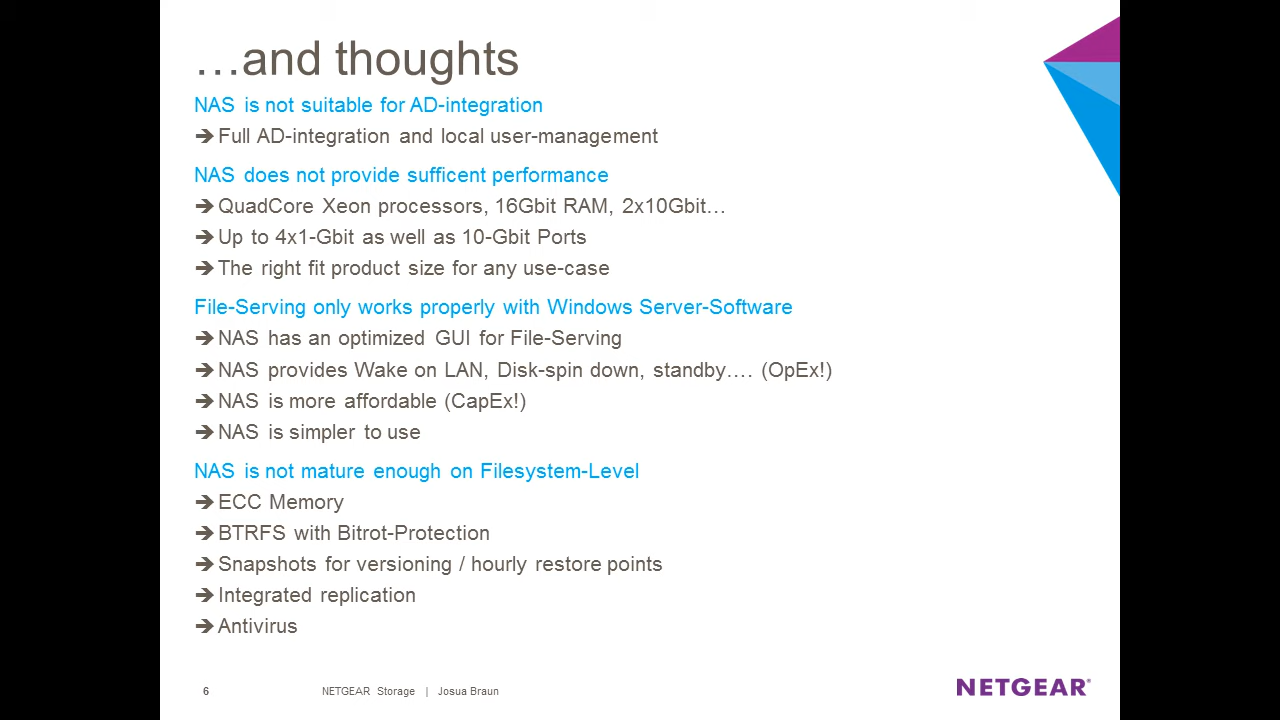 …and thoughts
NAS is not suitable for AD-integration
➔ Full AD-integration and local user-management
NAS does not provide sufficent performance
➔ QuadCore Xeon processors, 16Gbit RAM, 2x10Gbit…
➔ Up to 4x1-Gbit as well as 10-Gbit Ports
➔ The right fit product size for any use-case
File-Serving only works properly with Windows Server-Software
➔ NAS has an optimized GUI for File-Serving
➔ NAS provides Wake on LAN, Disk-spin down, standby…. (OpEx!)
➔ NAS is more affordable (CapEx!)
➔ NAS is simpler to use
NAS is not mature enough on Filesystem-Level
➔ ECC Memory
➔ BTRFS with Bitrot-Protection
➔ Snapshots for versioning / hourly restore points
➔ Integrated replication
➔ Antivirus
6 NETGEAR Storage | Josua Braun
NETGEAR®